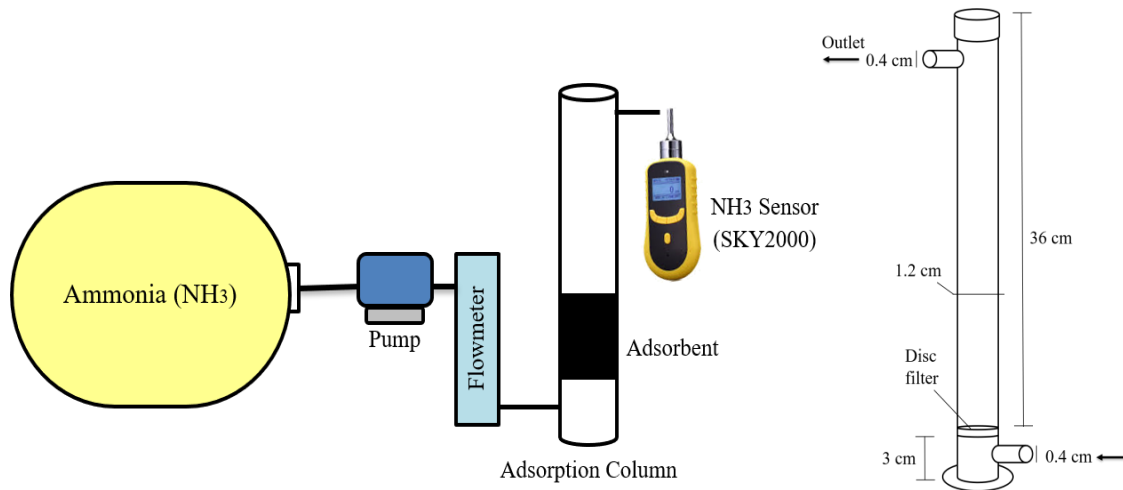 Ammonia (NH3)
Pump
Flowmeter
Adsorption Column
Adsorbent
NH3 Sensor
(SKY2000)
Outlet
0.4 cm
36 cm
1.2 cm
Disc
filter
3 cm
0.4 cm